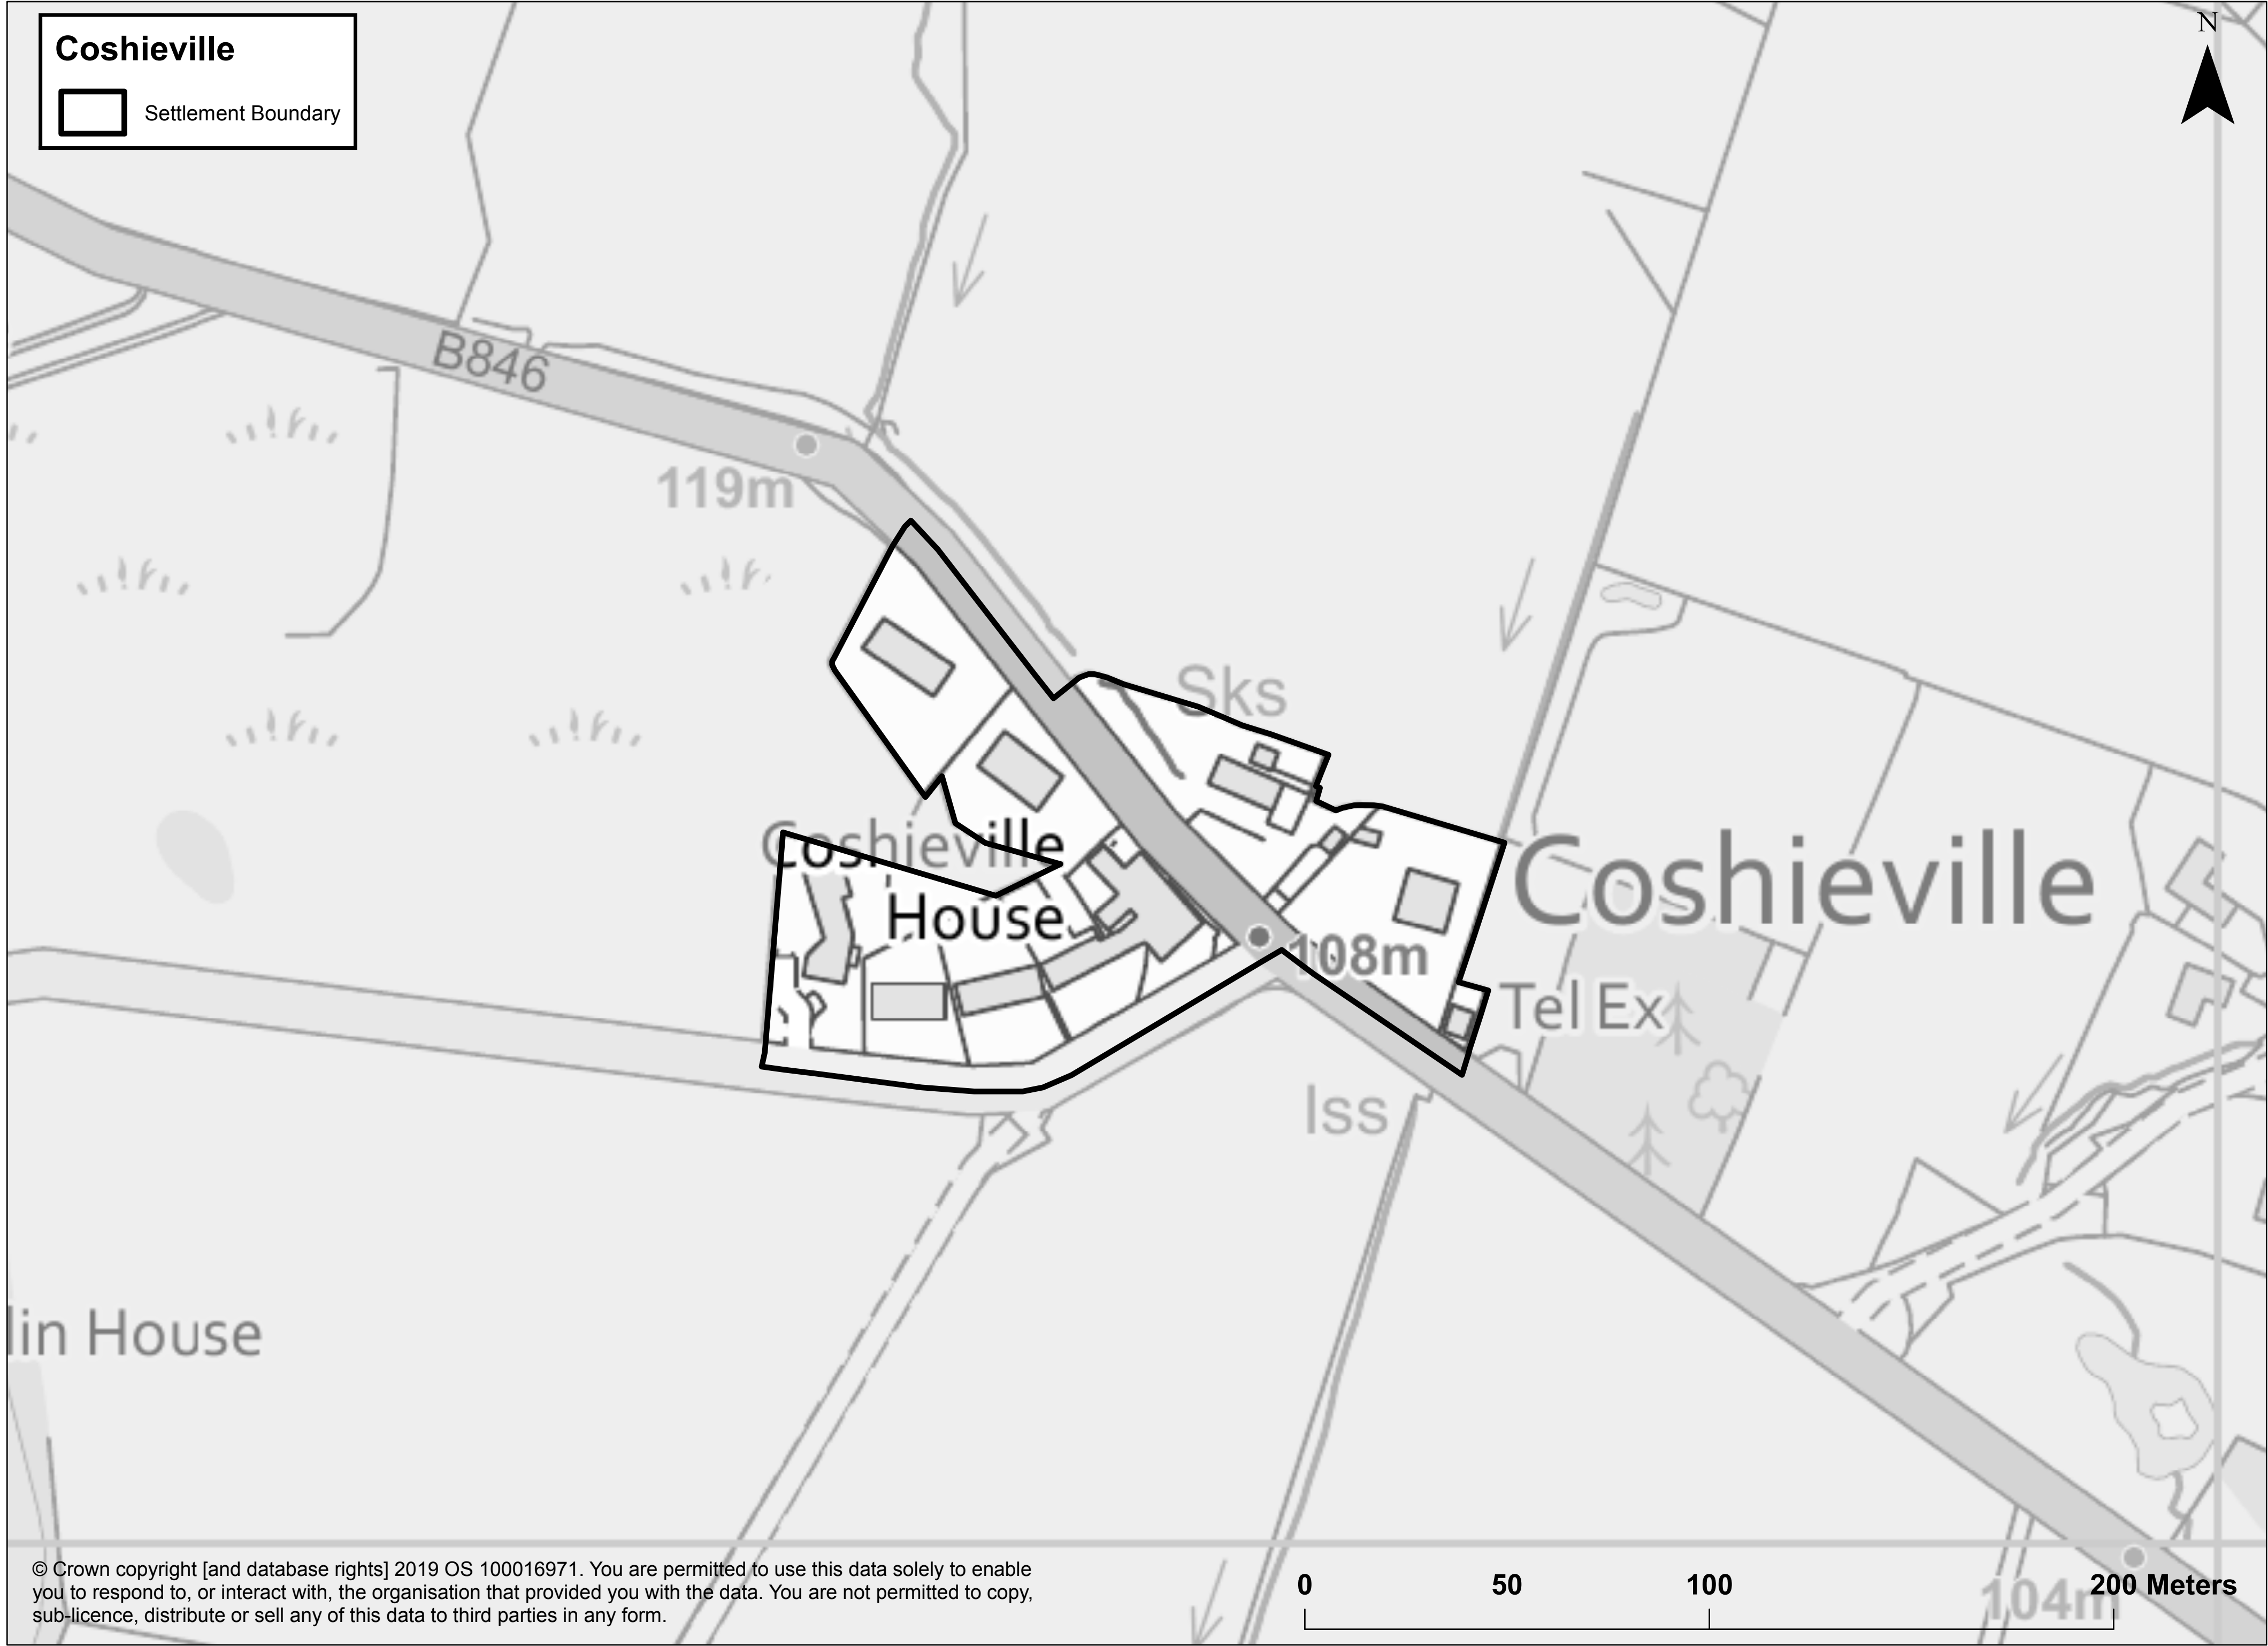 Coshieville
Settlement Boundary
N
B846
119m
Sks
Coshieville
House
Coshieville
108m
Tel Ex
Iss
lin House
© Crown copyright [and database rights] 2019 OS 100016971. You are permitted to use this data solely to enable
you to respond to, or interact with, the organisation that provided you with the data. You are not permitted to copy,
sub-licence, distribute or sell any of this data to third parties in any form.
0 50 100 200 Meters
104m